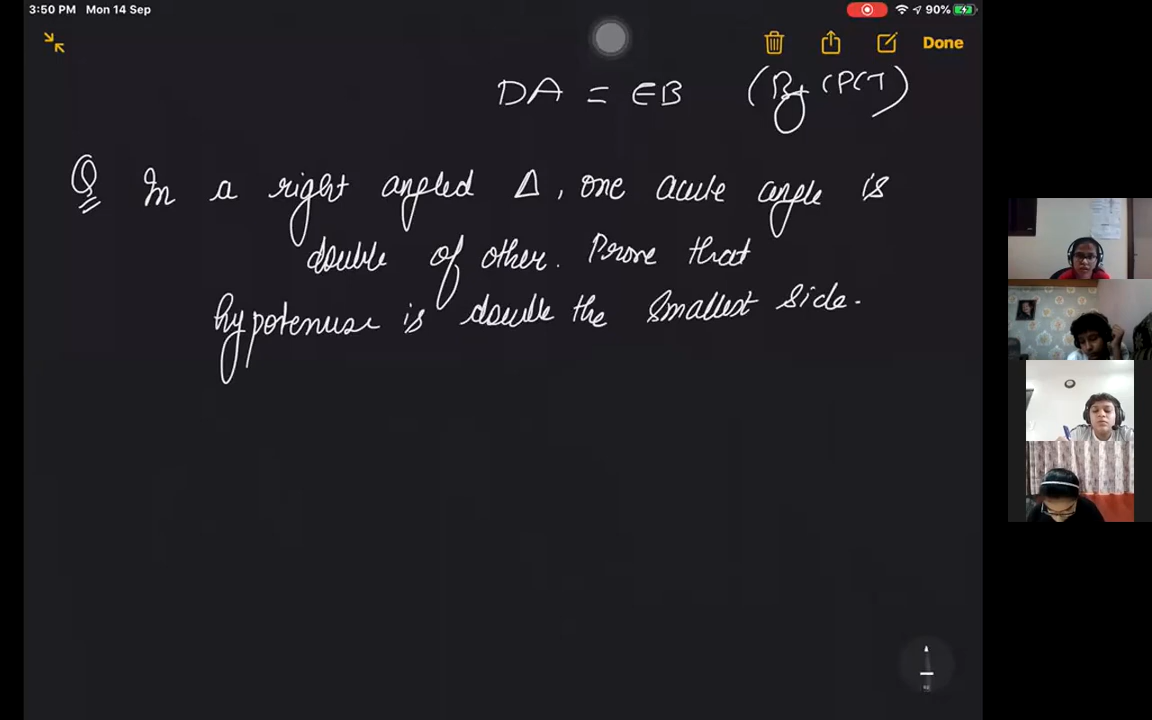 3:50 PM Mon 14 Sep
90%
Done
DA = EB (By CPCT)
Q In a right angled Δ, one acute angle is
double of other. Prove that
hypotenuse is double the smallest side.